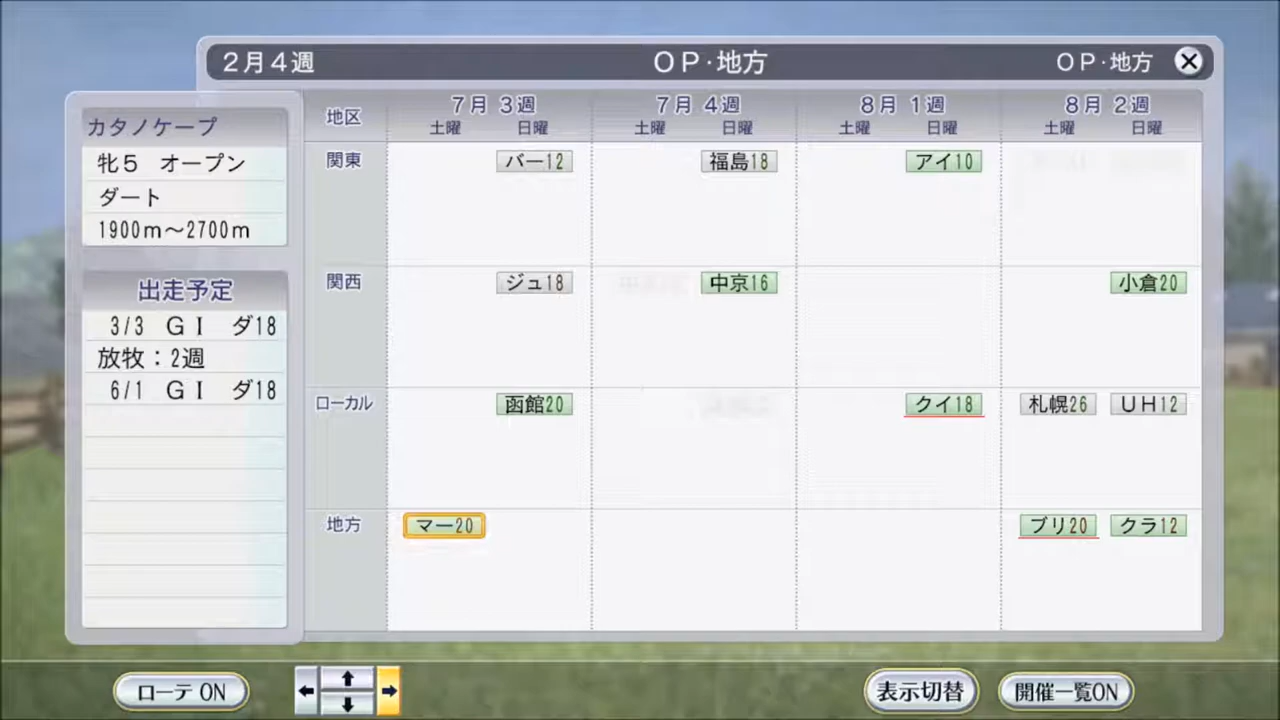 2月4週 OP・地方 OP・地方
カタノケープ
牝5 オープン
ダート
1900m～2700m
出走予定
3/3 GI ダ18
放牧：2週
6/1 GI ダ18
地区 7月 3週 7月 4週 8月 1週 8月 2週
土曜 日曜 土曜 日曜 土曜 日曜 土曜 日曜
関東 バー12 福島18 アイ10
関西 ジュ18 中京16 小倉20
ローカル 函館20 クイ18 札幌26 UH12
地方 マー20 ブリ20 クラ12
ローテ ON 表示切替 開催一覧ON